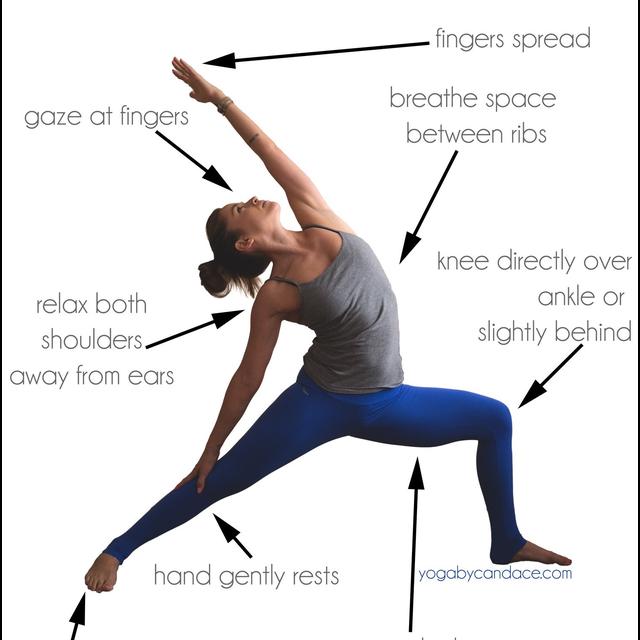 fingers spread
breathe space
between ribs
gaze at fingers
knee directly over
ankle or
slightly behind
relax both
shoulders
away from ears
hand gently rests
yogabycandace.com